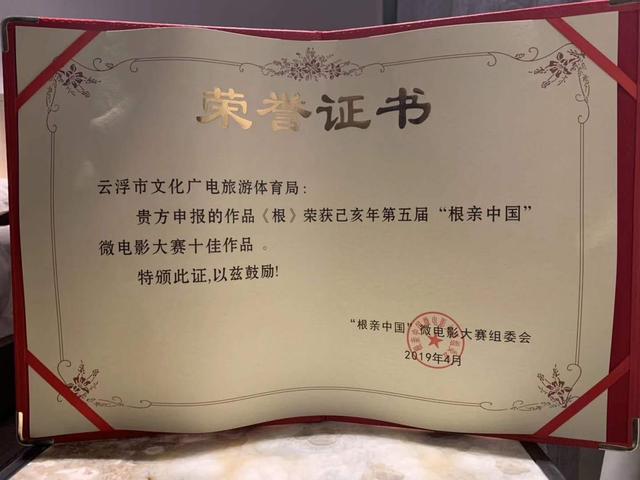 荣誉证书
云浮市文化广电旅游体育局：
贵方申报的作品《根》荣获己亥年第五届“根亲中国”
微电影大赛十佳作品。
特颁此证,以兹鼓励!
“根亲中国”微电影大赛组委会
2019年4月